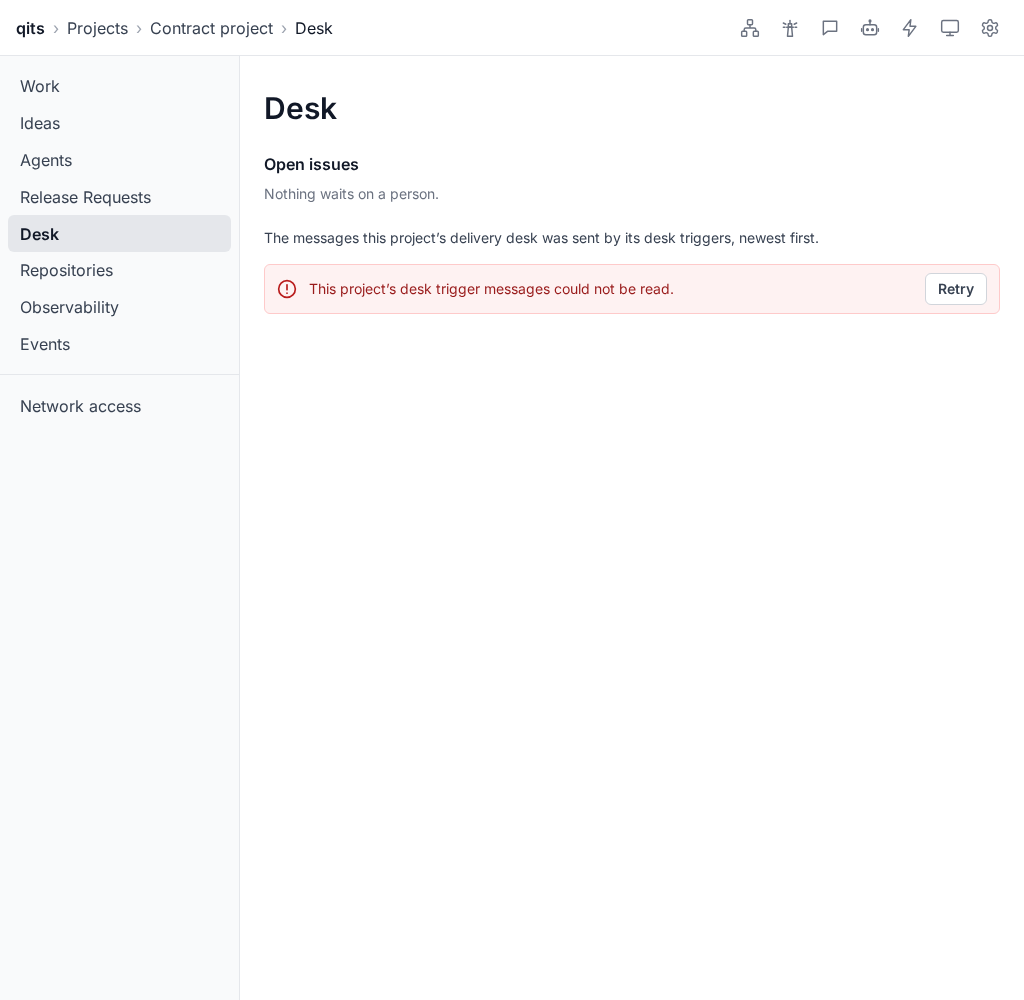 qits › Projects › Contract project › Desk
Work
Ideas
Agents
Release Requests
Desk
Repositories
Observability
Events
Network access
Desk
Open issues
Nothing waits on a person.
The messages this project’s delivery desk was sent by its desk triggers, newest first.
This project’s desk trigger messages could not be read.
Retry